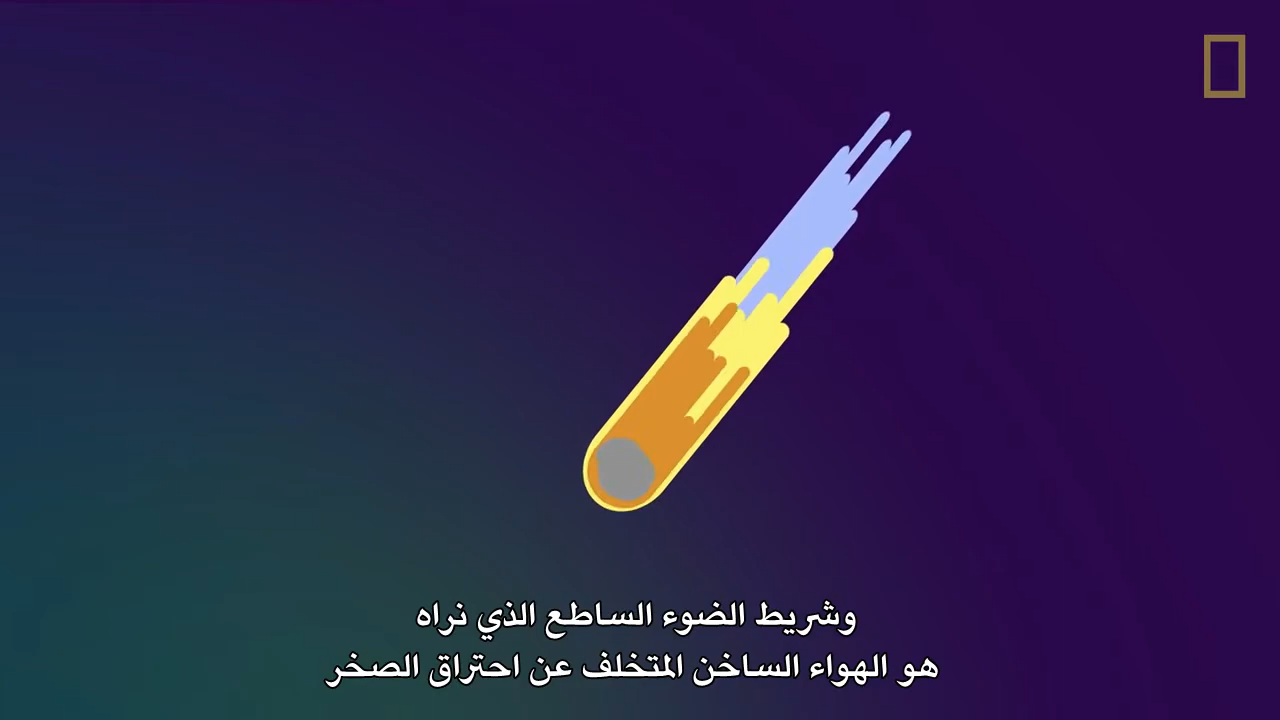 وشريط الضوء الساطع الذي نراه
هو الهواء الساخن المتخلف عن احتراق الصخر